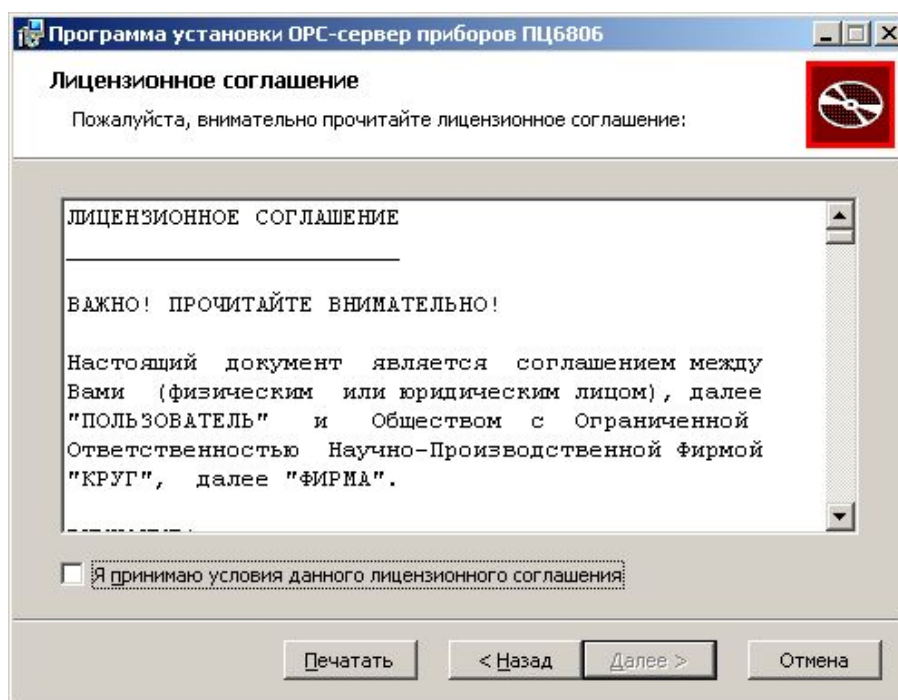 Программа установки OPC-сервер приборов ПЦ6806
Лицензионное соглашение
Пожалуйста, внимательно прочитайте лицензионное соглашение:
ЛИЦЕНЗИОННОЕ СОГЛАШЕНИЕ
ВАЖНО! ПРОЧИТАЙТЕ ВНИМАТЕЛЬНО!
Настоящий документ является соглашением между
Вами (физическим или юридическим лицом), далее
"ПОЛЬЗОВАТЕЛЬ" и Обществом с Ограниченной
Ответственностью Научно-Производственной Фирмой
"КРУГ", далее "ФИРМА".
Я принимаю условия данного лицензионного соглашения
Печатать
< Назад
Далее >
Отмена